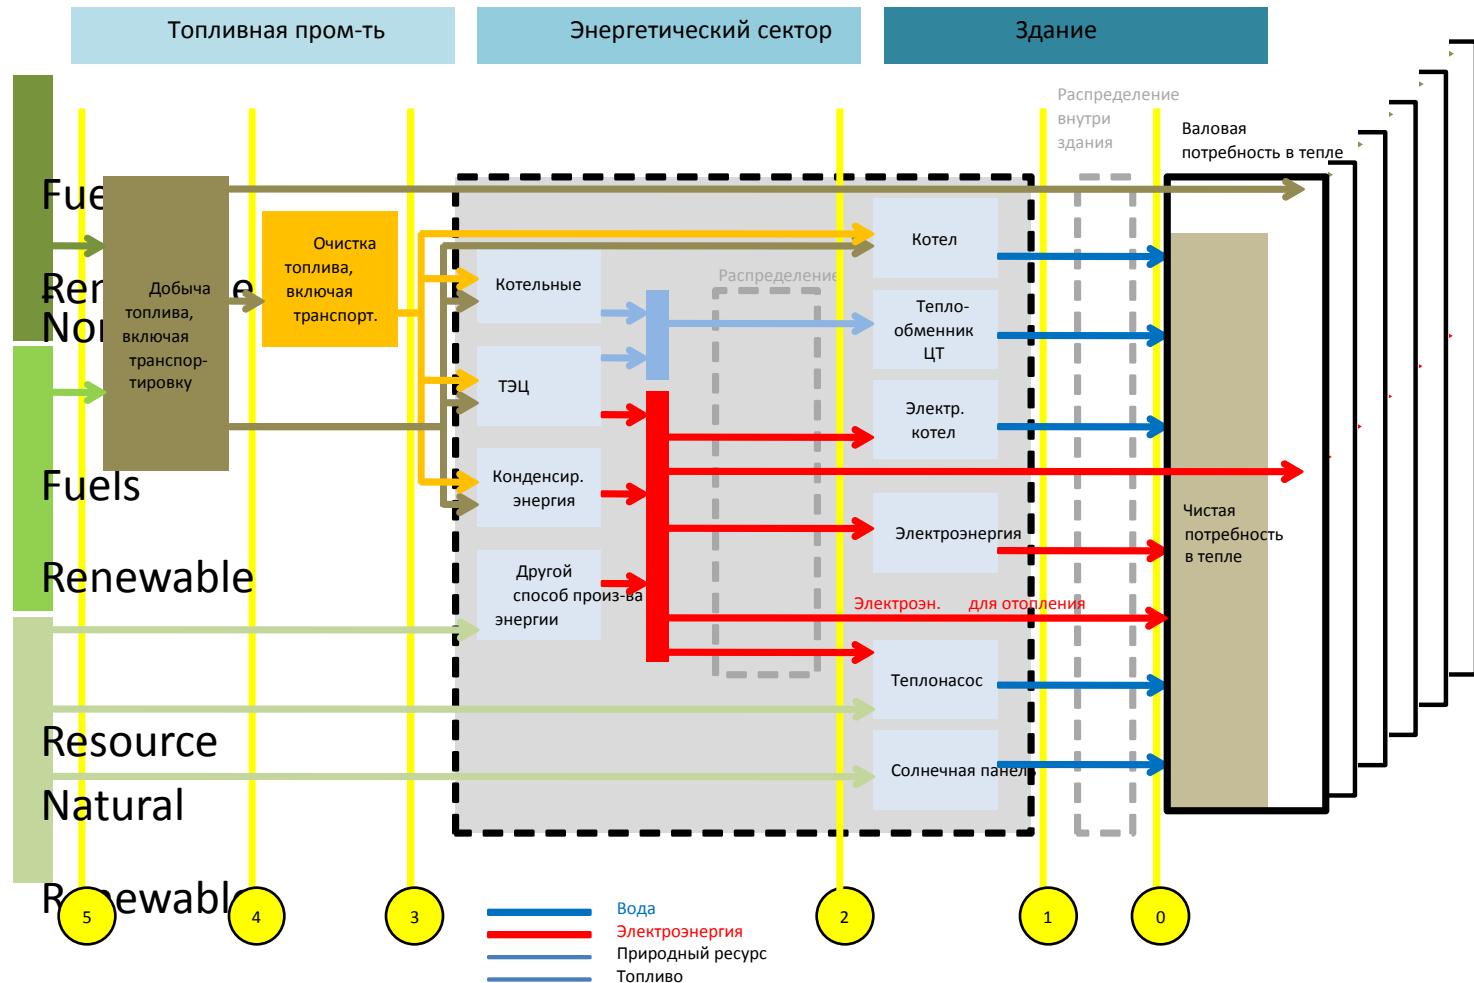 Топливная пром-ть
Энергетический сектор
Здание
Распределение
внутри
здания
Валовая
потребность в тепле
Очистка
топлива,
включая
транспорт.
Добыча
топлива,
включая
транспор-
тировку
Fuels
Renewable
Котельные
ТЭЦ
Конденсир.
энергия
Другой
способ произ-ва
энергии
Распределение
Котел
Тепло-
обменник
ЦТ
Электр.
котел
Электроэнергия
Электроэн. для отопления
Теплонасос
Солнечная панель
Чистая
потребность
в тепле
Resource
Natural
Renewable
5
4
3
2
1
0
Вода
Электроэнергия
Природный ресурс
Топливо